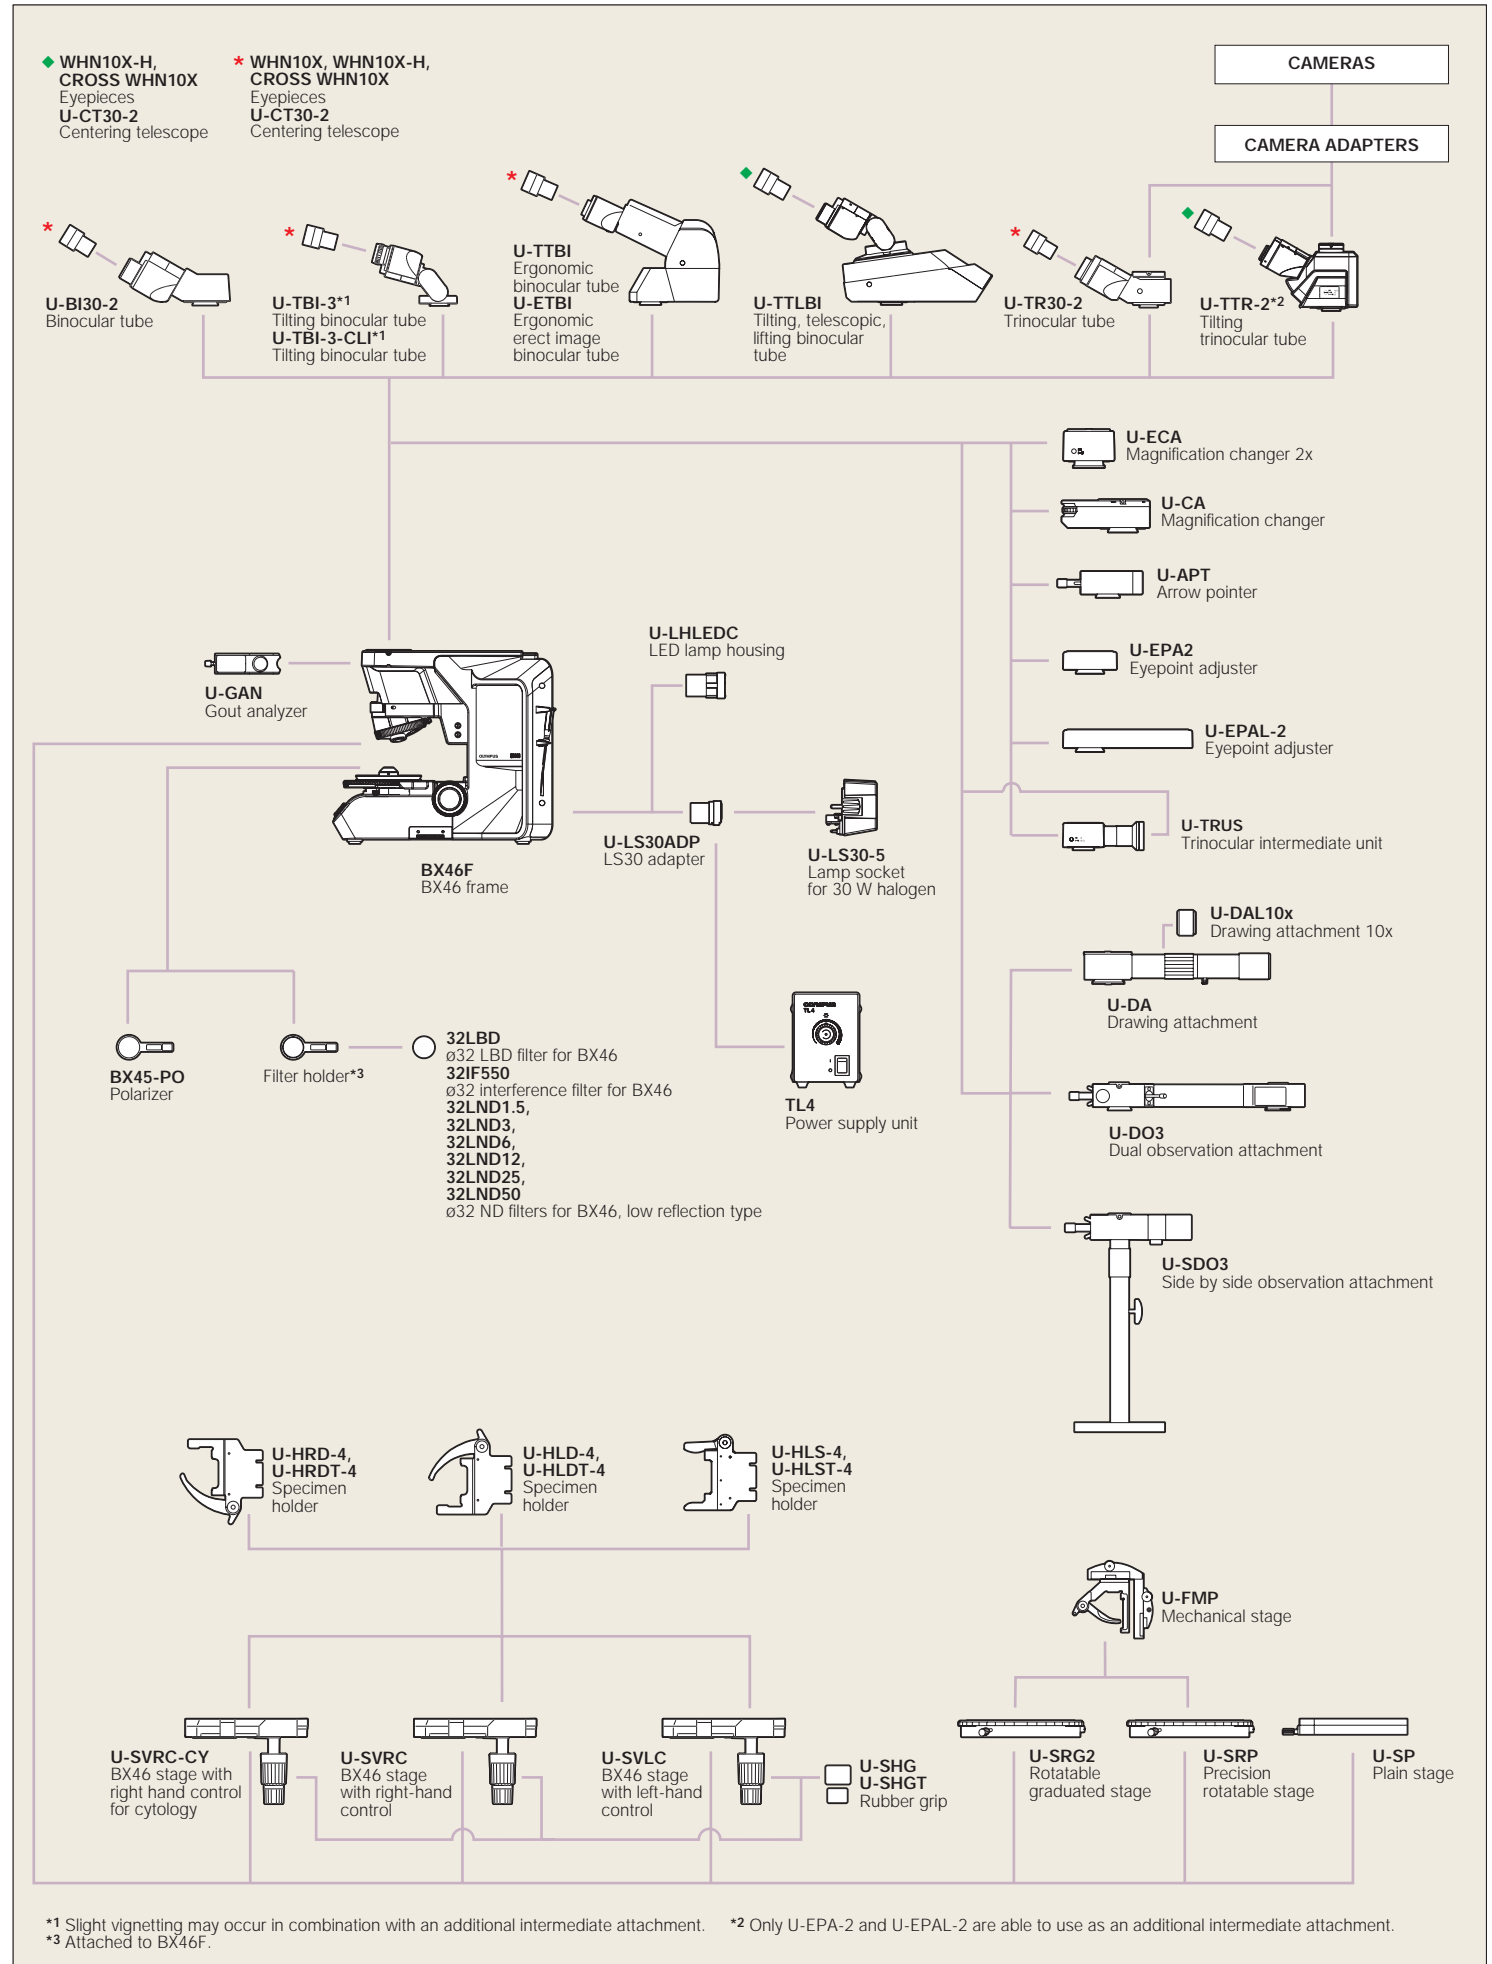 ◆ WHN10X-H,
CROSS WHN10X
Eyepieces
U-CT30-2
Centering telescope
* WHN10X, WHN10X-H,
CROSS WHN10X
Eyepieces
U-CT30-2
Centering telescope
CAMERAS
CAMERA ADAPTERS
*
U-BI30-2
Binocular tube
*
U-TBI-3*1
Tilting binocular tube
U-TBI-3-CLI*1
Tilting binocular tube
*
U-TTBI
Ergonomic
binocular tube
U-ETBI
Ergonomic
erect image
binocular tube
◆
U-TTLBI
Tilting, telescopic,
lifting binocular
tube
*
U-TR30-2
Trinocular tube
◆
U-TTR-2*2
Tilting
trinocular tube
U-ECA
Magnification changer 2x
U-CA
Magnification changer
U-APT
Arrow pointer
U-EPA2
Eyepoint adjuster
U-EPAL-2
Eyepoint adjuster
U-TRUS
Trinocular intermediate unit
U-LHLEDC
LED lamp housing
U-GAN
Gout analyzer
OLYMPUS
BX46F
BX46 frame
U-LS30ADP
LS30 adapter
U-LS30-5
Lamp socket
for 30 W halogen
U-DAL10x
Drawing attachment 10x
U-DA
Drawing attachment
OLYMPUS
TL4
TL4
Power supply unit
BX45-PO
Polarizer
Filter holder*3
32LBD
ø32 LBD filter for BX46
32IF550
ø32 interference filter for BX46
32LND1.5,
32LND3,
32LND6,
32LND12,
32LND25,
32LND50
ø32 ND filters for BX46, low reflection type
U-DO3
Dual observation attachment
U-SDO3
Side by side observation attachment
U-HRD-4,
U-HRDT-4
Specimen
holder
U-HLD-4,
U-HLDT-4
Specimen
holder
U-HLS-4,
U-HLST-4
Specimen
holder
U-FMP
Mechanical stage
U-SVRC-CY
BX46 stage with
right hand control
for cytology
U-SVRC
BX46 stage
with right-hand
control
U-SVLC
BX46 stage
with left-hand
control
U-SHG
U-SHGT
Rubber grip
U-SRG2
Rotatable
graduated stage
U-SRP
Precision
rotatable stage
U-SP
Plain stage
*1 Slight vignetting may occur in combination with an additional intermediate attachment. *2 Only U-EPA-2 and U-EPAL-2 are able to use as an additional intermediate attachment.
*3 Attached to BX46F.